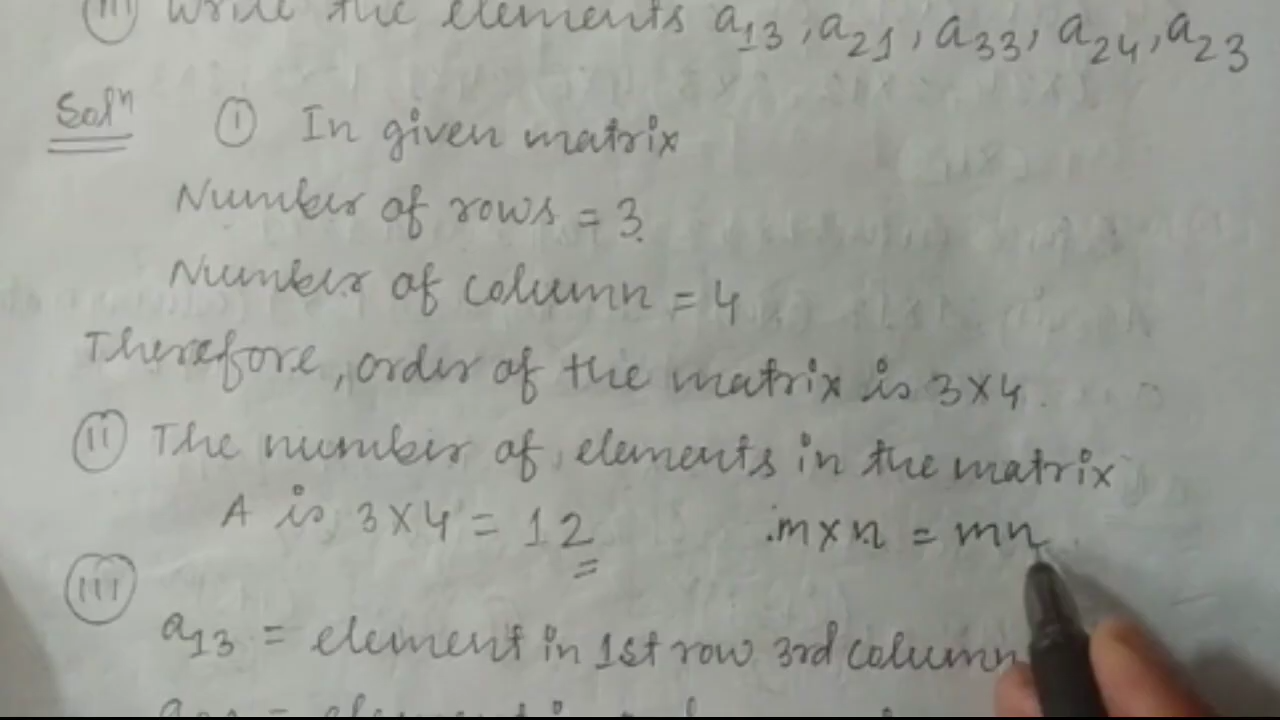 (III) Write the elements a13, a21, a33, a24, a23
Solⁿ (I) In given matrix
Number of rows = 3.
Number of column = 4
Therefore, order of the matrix is 3×4.
(II) The number of elements in the matrix
A is 3×4 = 12 m×n = mn
(III)
a13 = element in 1st row 3rd column